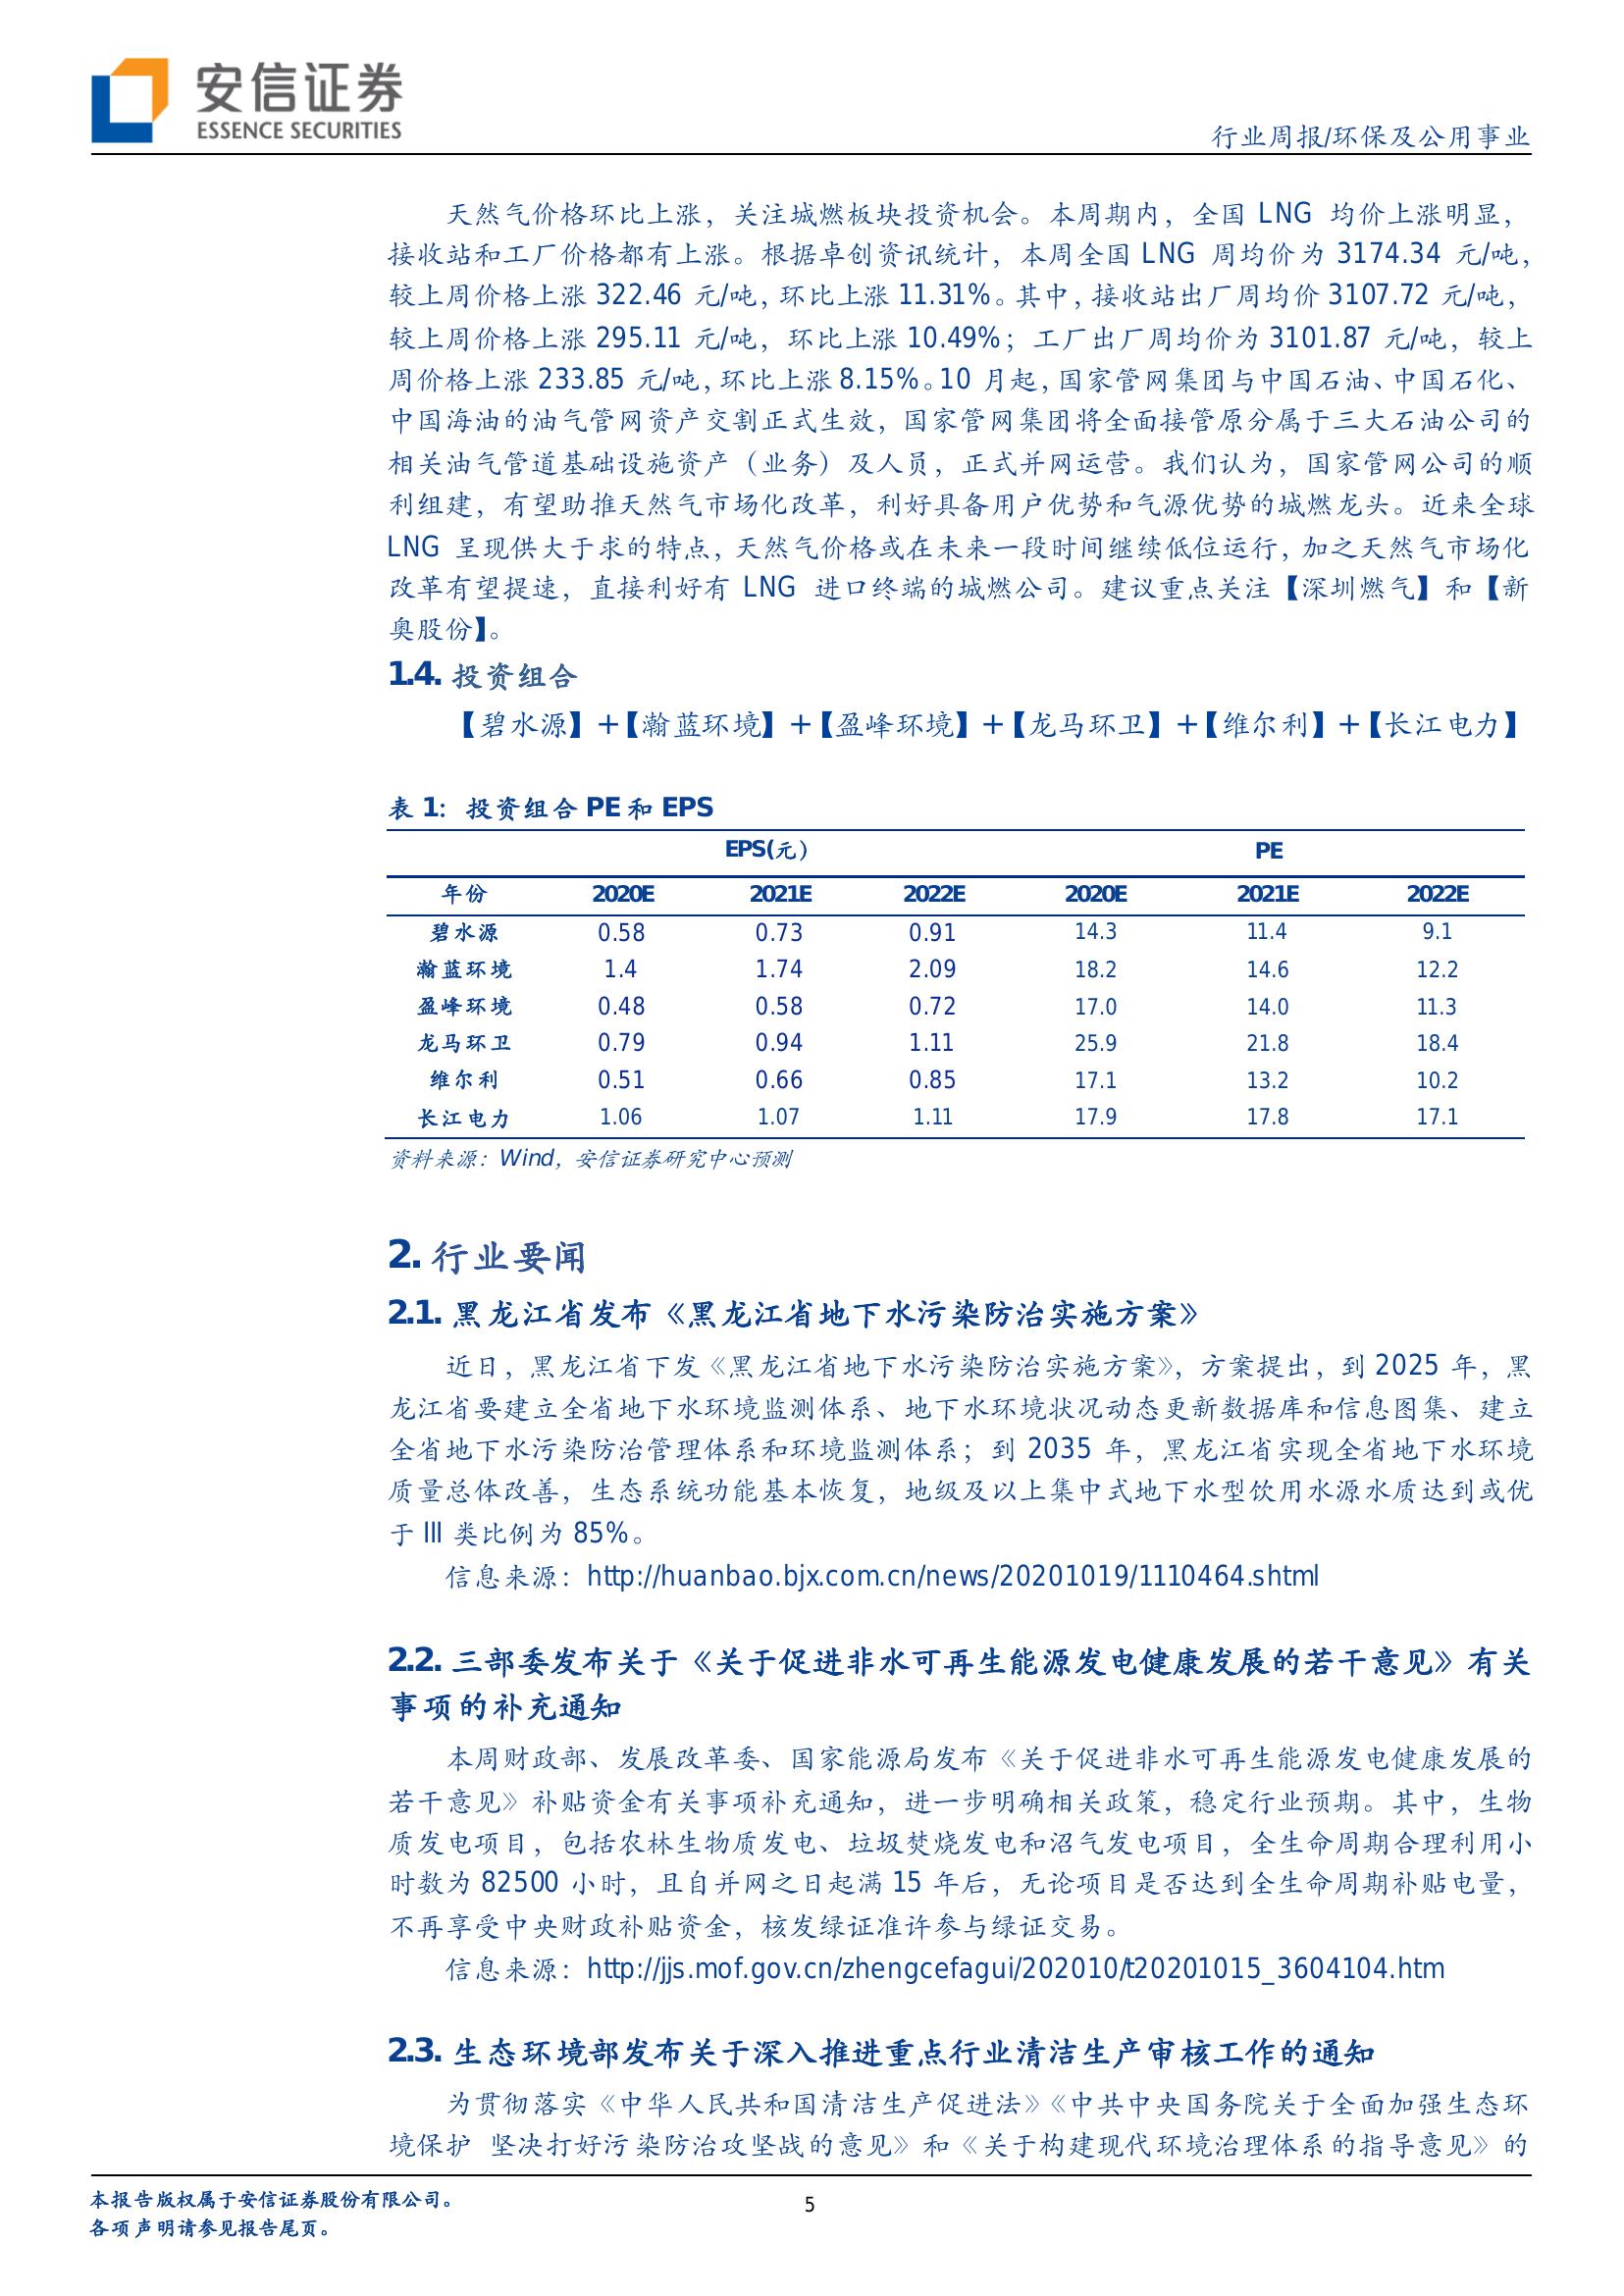 安信证券
ESSENCE SECURITIES
行业周报/环保及公用事业
天然气价格环比上涨，关注城燃板块投资机会。本周期内，全国 LNG 均价上涨明显，
接收站和工厂价格都有上涨。根据卓创资讯统计，本周全国 LNG 周均价为 3174.34 元/吨，
较上周价格上涨 322.46 元/吨，环比上涨 11.31%。其中，接收站出厂周均价 3107.72 元/吨，
较上周价格上涨 295.11 元/吨，环比上涨 10.49%；工厂出厂周均价为 3101.87 元/吨，较上
周价格上涨 233.85 元/吨，环比上涨 8.15%。10 月起，国家管网集团与中国石油、中国石化、
中国海油的油气管网资产交割正式生效，国家管网集团将全面接管原分属于三大石油公司的
相关油气管道基础设施资产（业务）及人员，正式并网运营。我们认为，国家管网公司的顺
利组建，有望助推天然气市场化改革，利好具备用户优势和气源优势的城燃龙头。近来全球
LNG 呈现供大于求的特点，天然气价格或在未来一段时间继续低位运行，加之天然气市场化
改革有望提速，直接利好有 LNG 进口终端的城燃公司。建议重点关注【深圳燃气】和【新
奥股份】。
1.4. 投资组合
【碧水源】+【瀚蓝环境】+【盈峰环境】+【龙马环卫】+【维尔利】+【长江电力】
表 1：投资组合 PE 和 EPS
EPS(元） PE
年份 2020E 2021E 2022E 2020E 2021E 2022E
碧水源 0.58 0.73 0.91 14.3 11.4 9.1
瀚蓝环境 1.4 1.74 2.09 18.2 14.6 12.2
盈峰环境 0.48 0.58 0.72 17.0 14.0 11.3
龙马环卫 0.79 0.94 1.11 25.9 21.8 18.4
维尔利 0.51 0.66 0.85 17.1 13.2 10.2
长江电力 1.06 1.07 1.11 17.9 17.8 17.1
资料来源：Wind，安信证券研究中心预测
2. 行业要闻
2.1. 黑龙江省发布《黑龙江省地下水污染防治实施方案》
近日，黑龙江省下发《黑龙江省地下水污染防治实施方案》，方案提出，到 2025 年，黑
龙江省要建立全省地下水环境监测体系、地下水环境状况动态更新数据库和信息图集、建立
全省地下水污染防治管理体系和环境监测体系；到 2035 年，黑龙江省实现全省地下水环境
质量总体改善，生态系统功能基本恢复，地级及以上集中式地下水型饮用水源水质达到或优
于 III 类比例为 85%。
信息来源：http://huanbao.bjx.com.cn/news/20201019/1110464.shtml
2.2. 三部委发布关于《关于促进非水可再生能源发电健康发展的若干意见》有关
事项的补充通知
本周财政部、发展改革委、国家能源局发布《关于促进非水可再生能源发电健康发展的
若干意见》补贴资金有关事项补充通知，进一步明确相关政策，稳定行业预期。其中，生物
质发电项目，包括农林生物质发电、垃圾焚烧发电和沼气发电项目，全生命周期合理利用小
时数为 82500 小时，且自并网之日起满 15 年后，无论项目是否达到全生命周期补贴电量，
不再享受中央财政补贴资金，核发绿证准许参与绿证交易。
信息来源：http://jjs.mof.gov.cn/zhengcefagui/202010/t20201015_3604104.htm
2.3. 生态环境部发布关于深入推进重点行业清洁生产审核工作的通知
为贯彻落实《中华人民共和国清洁生产促进法》《中共中央国务院关于全面加强生态环
境保护 坚决打好污染防治攻坚战的意见》和《关于构建现代环境治理体系的指导意见》的
本报告版权属于安信证券股份有限公司。
5
各项声明请参见报告尾页。